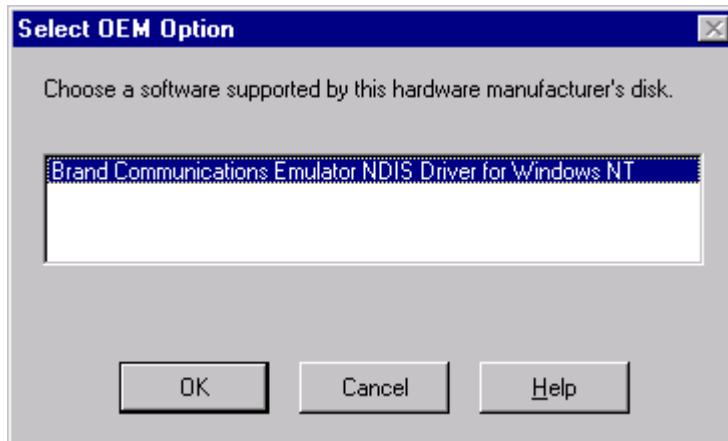 Select OEM Option
Choose a software supported by this hardware manufacturer's disk.
Brand Communications Emulator NDIS Driver for Windows NT
OK Cancel Help